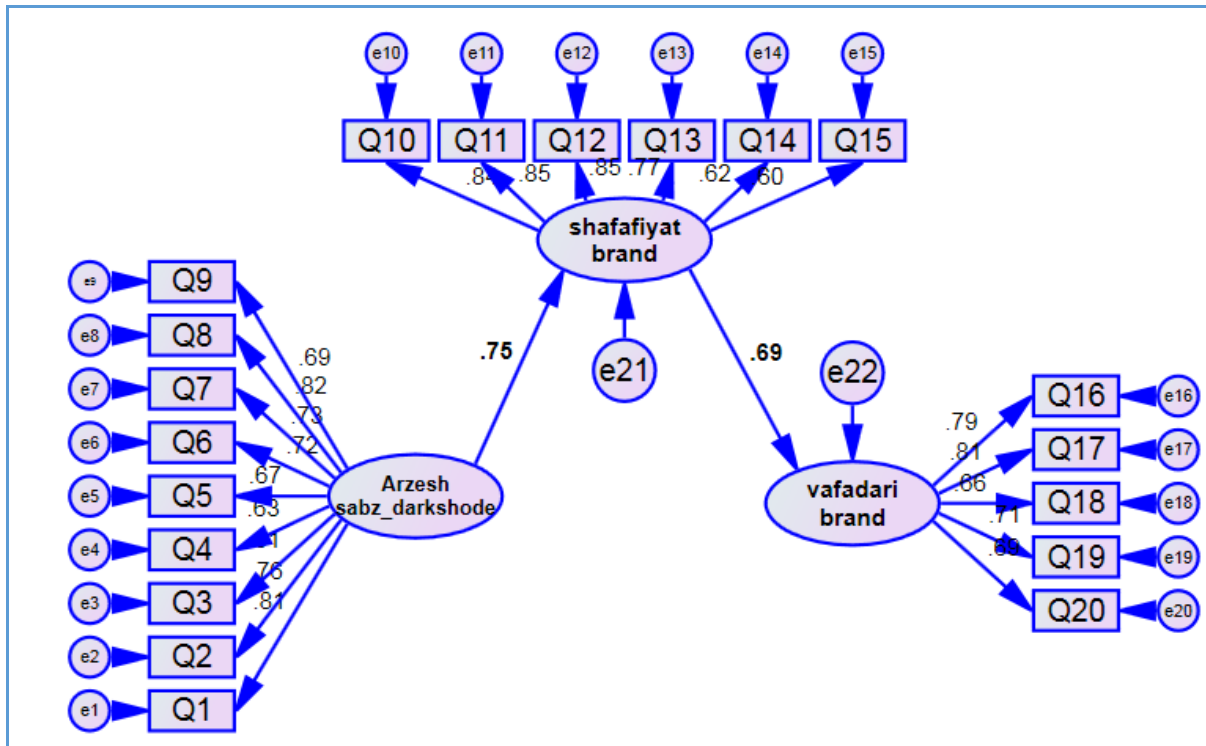 e10 e11 e12 e13 e14 e15
Q10 Q11 Q12 Q13 Q14 Q15
.84 .85 .85 .77 .62 .60
shafafiyat
brand
e9 Q9
e8 Q8
e7 Q7
e6 Q6
e5 Q5
e4 Q4
e3 Q3
e2 Q2
e1 Q1
.69
.82
.73
.72
.67
.63
.76
.81
Arzesh
sabz_darkshode
.75
e21
.69
e22
vafadari
brand
.79
.81
.66
.71
.69
Q16 e16
Q17 e17
Q18 e18
Q19 e19
Q20 e20